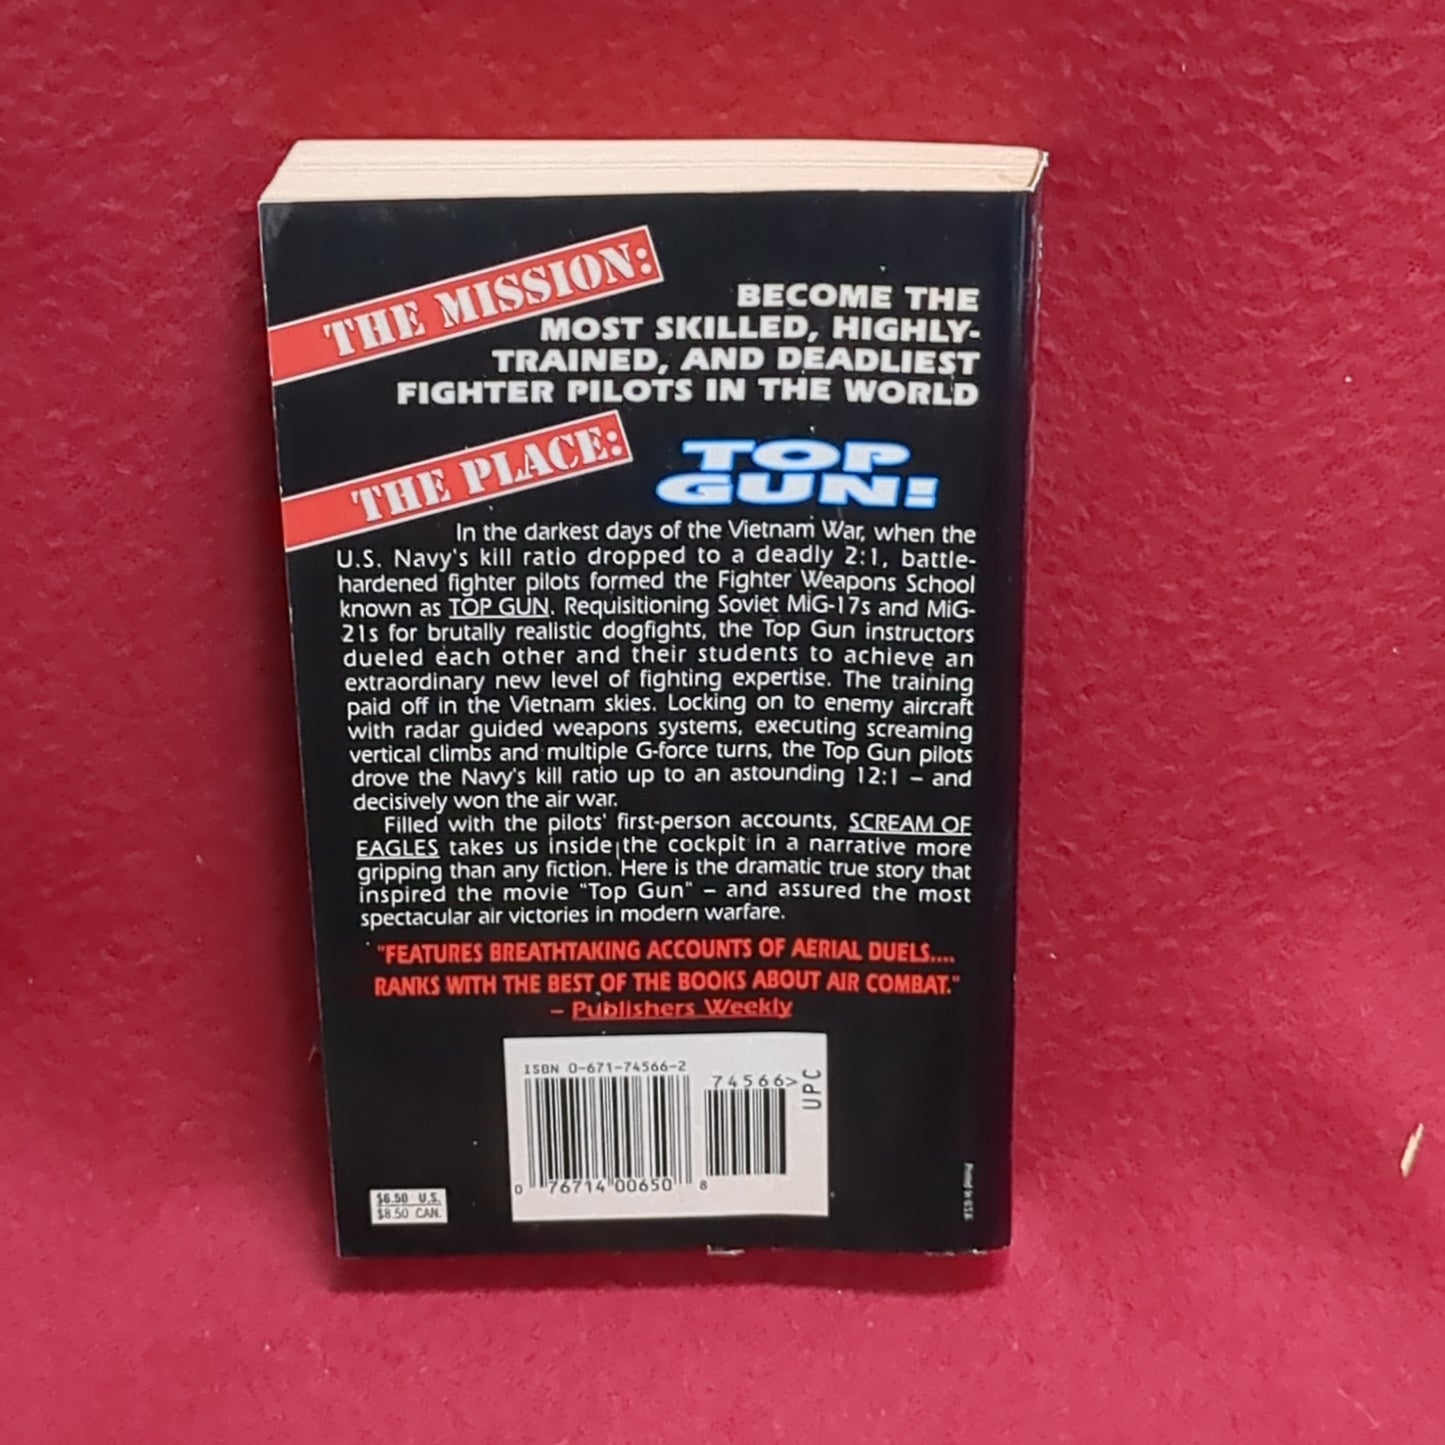 THE MISSION:
BECOME THE
MOST SKILLED, HIGHLY-
TRAINED, AND DEADLIEST
FIGHTER PILOTS IN THE WORLD
THE PLACE:
TOP
GUN!
In the darkest days of the Vietnam War, when the
U.S. Navy's kill ratio dropped to a deadly 2:1, battle-
hardened fighter pilots formed the Fighter Weapons School
known as TOP GUN. Requisitioning Soviet MiG-17s and MiG-
21s for brutally realistic dogfights, the Top Gun instructors
dueled each other and their students to achieve an
extraordinary new level of fighting expertise. The training
paid off in the Vietnam skies. Locking on to enemy aircraft
with radar guided weapons systems, executing screaming
vertical climbs and multiple G-force turns, the Top Gun pilots
drove the Navy's kill ratio up to an astounding 12:1 – and
decisively won the air war.
Filled with the pilots' first-person accounts, SCREAM OF
EAGLES takes us inside the cockpit in a narrative more
gripping than any fiction. Here is the dramatic true story that
inspired the movie "Top Gun" – and assured the most
spectacular air victories in modern warfare.
"FEATURES BREATHTAKING ACCOUNTS OF AERIAL DUELS....
RANKS WITH THE BEST OF THE BOOKS ABOUT AIR COMBAT."
– Publishers Weekly
ISBN 0-671-74566-2
74566>
UPC
0 76714 00650 8
$6.50 U.S.
$8.50 CAN.
Printed in U.S.A.